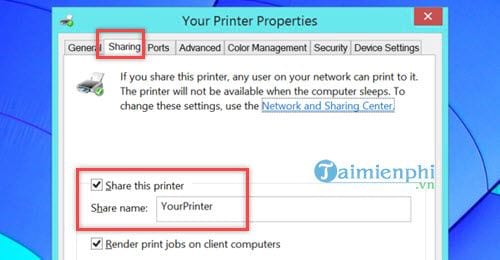 Your Printer Properties
General Sharing Ports Advanced Color Management Security Device Settings
If you share this printer, any user on your network can print to it.
The printer will not be available when the computer sleeps. To
change these settings, use the Network and Sharing Center.
Taimienphi
.vn
Share this printer
Share name: YourPrinter
Render print jobs on client computers